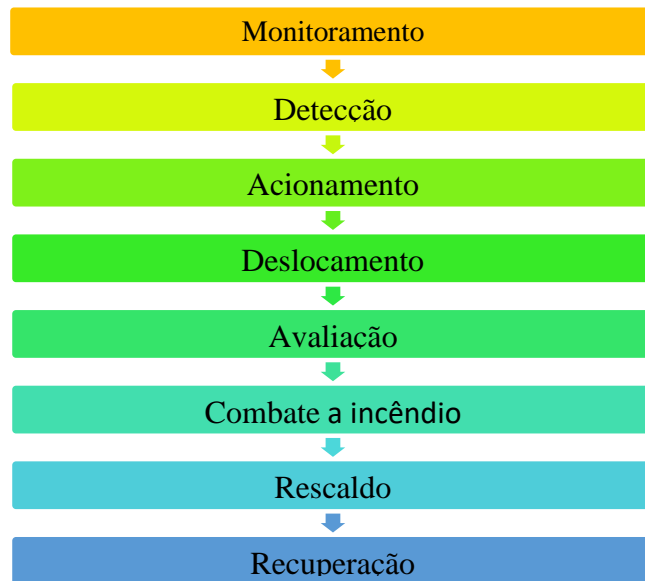 Monitoramento
Detecção
Acionamento
Deslocamento
Avaliação
Combate a incêndio
Rescaldo
Recuperação